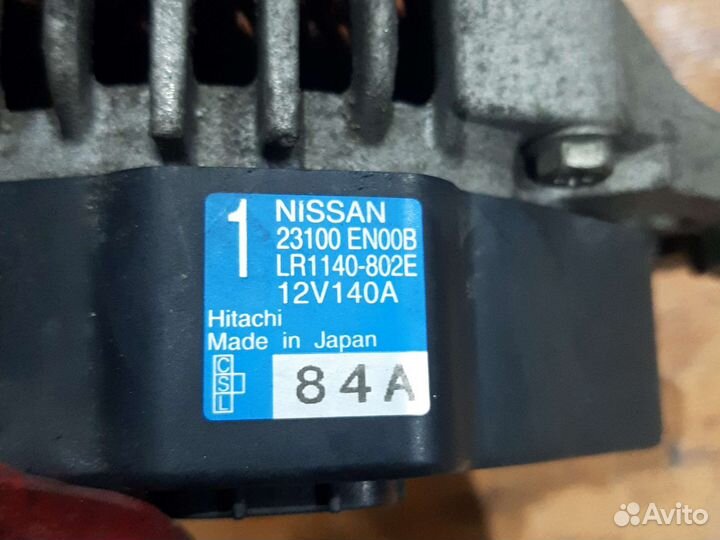 1
NISSAN
23100 EN00B
LR1140-802E
12V140A
Hitachi
Made in Japan
C
S
L
84A
Avito